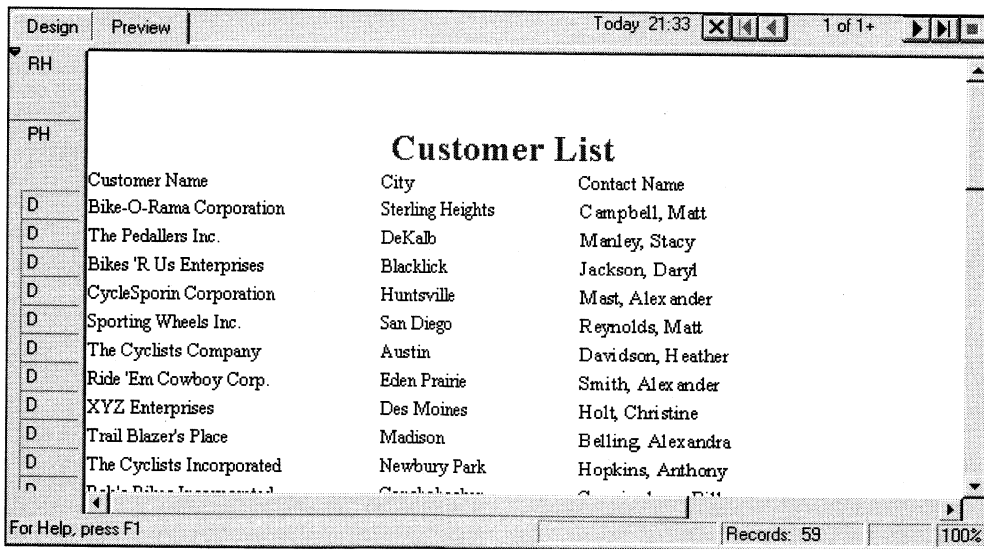 Design Preview Today 21:33 1 of 1+
RH
PH
Customer List
Customer Name City Contact Name
D Bike-O-Rama Corporation Sterling Heights Campbell, Matt
D The Pedallers Inc. DeKalb Manley, Stacy
D Bikes 'R Us Enterprises Blacklick Jackson, Daryl
D CycleSporin Corporation Huntsville Mast, Alexander
D Sporting Wheels Inc. San Diego Reynolds, Matt
D The Cyclists Company Austin Davidson, Heather
D Ride 'Em Cowboy Corp. Eden Prairie Smith, Alexander
D XYZ Enterprises Des Moines Holt, Christine
D Trail Blazer's Place Madison Belling, Alexandra
D The Cyclists Incorporated Newbury Park Hopkins, Anthony
D
For Help, press F1 Records: 59 100%